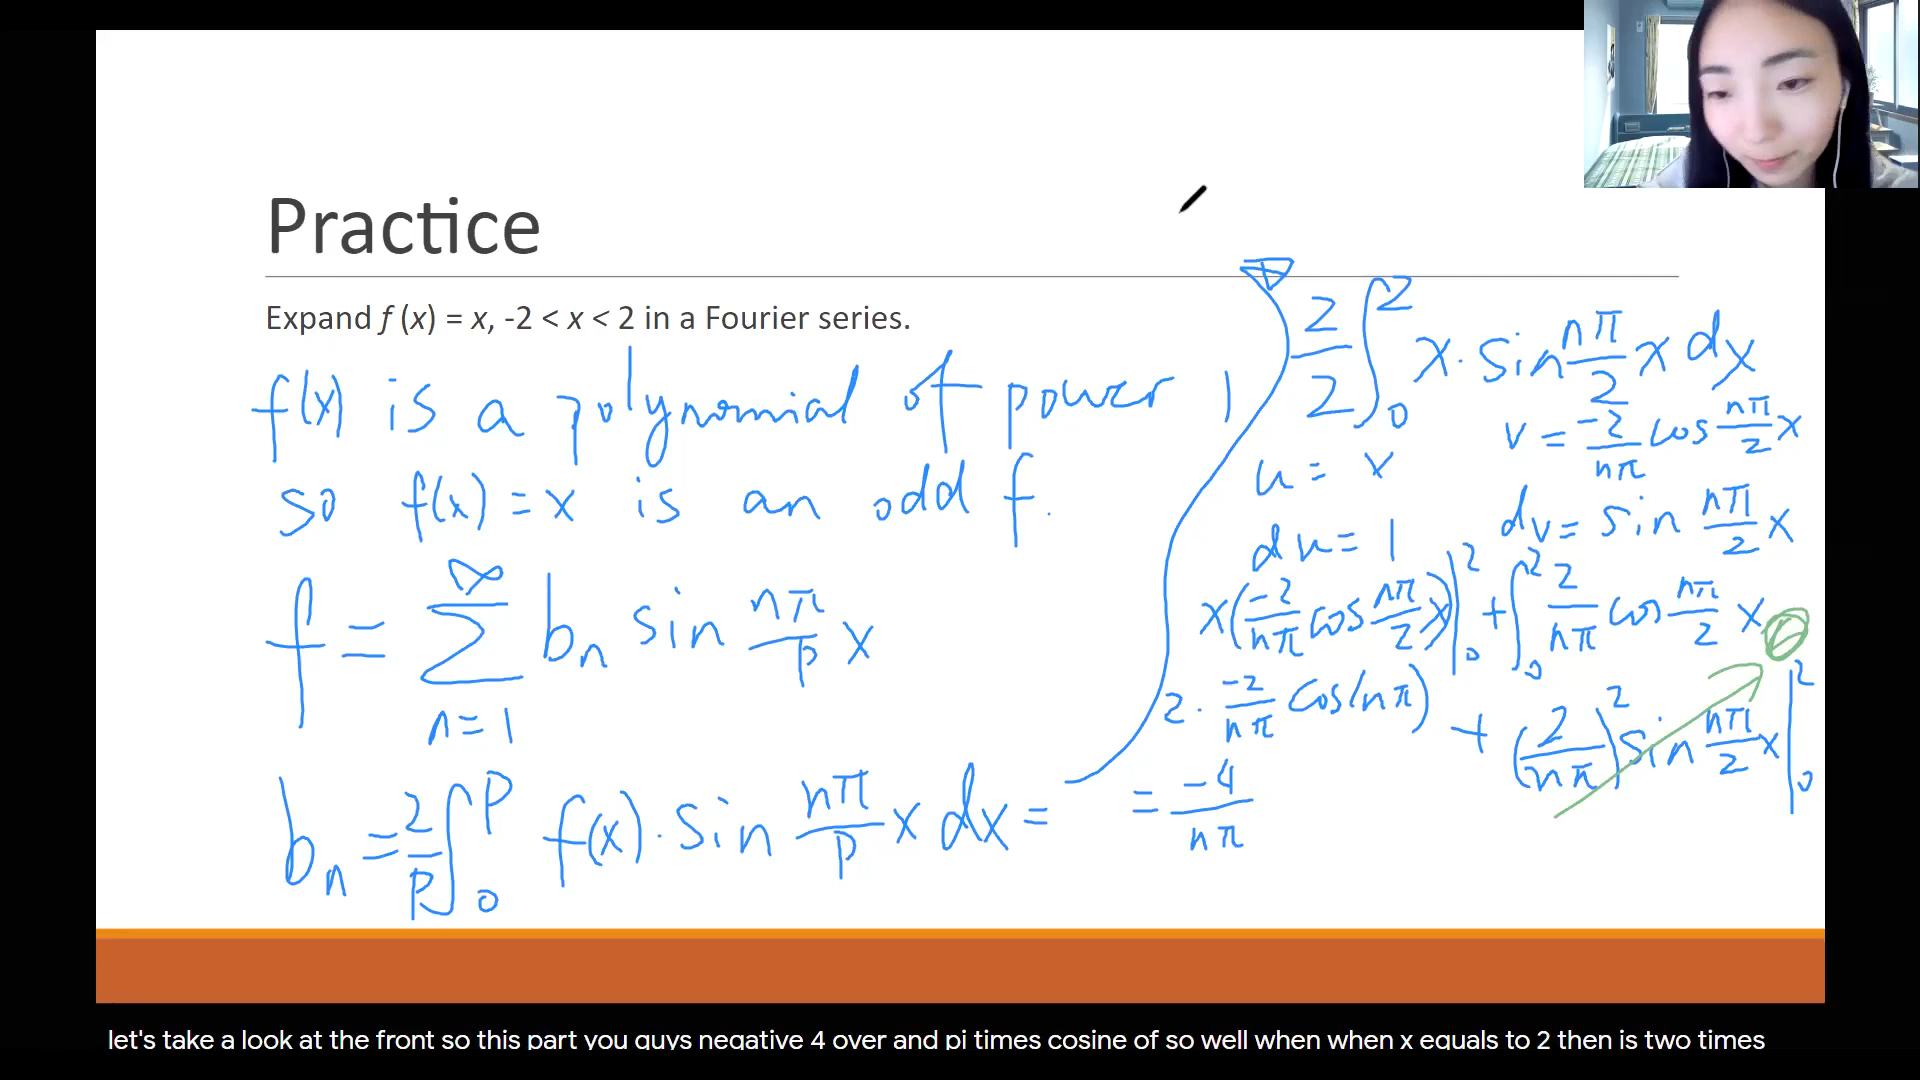 Practice
Expand f (x) = x, -2 < x < 2 in a Fourier series.
f(x) is a polynomial of power 1
so f(x) = x is an odd f.
f = ∑_{n=1}^{∞} b_n sin nπ/p x
b_n = 2/p ∫_0^p f(x) · sin nπ/p x dx =
2/2 ∫_0^2 x · sin nπ/2 x dx
v = -2/nπ cos nπ/2 x
u = x
du = 1 dv = sin nπ/2 x
x(-2/nπ cos nπ/2 x)|_0^2 + ∫_0^2 2/nπ cos nπ/2 x
2 · -2/nπ cos(nπ) + (2/nπ)^2 sin nπ/2 x |_0^2
= -4/nπ
let's take a look at the front so this part you guys negative 4 over and pi times cosine of so well when when x equals to 2 then is two times